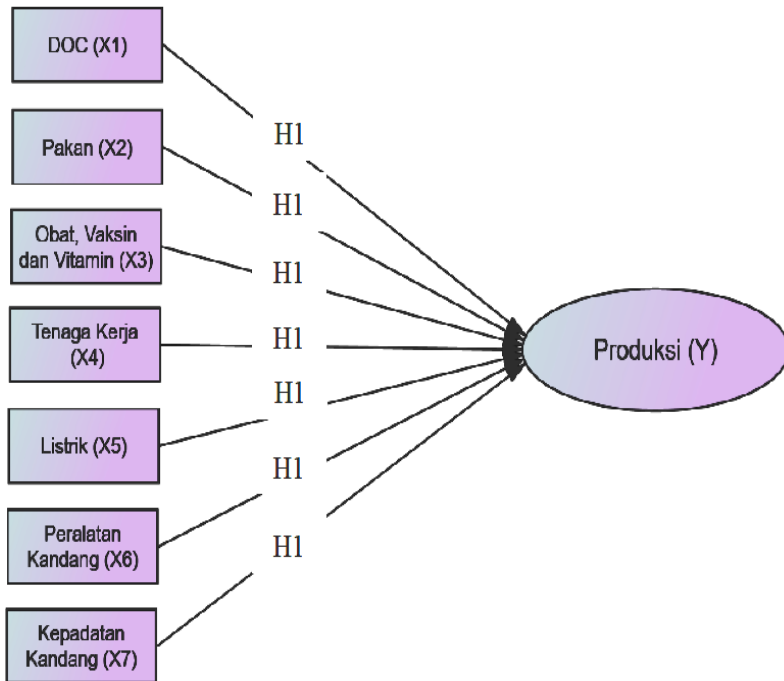 DOC (X1)
H1
Pakan (X2)
H1
Obat, Vaksin
dan Vitamin (X3)
H1
Tenaga Kerja
(X4)
H1
Produksi (Y)
H1
Listrik (X5)
H1
Peralatan
Kandang (X6)
H1
Kepadatan
Kandang (X7)